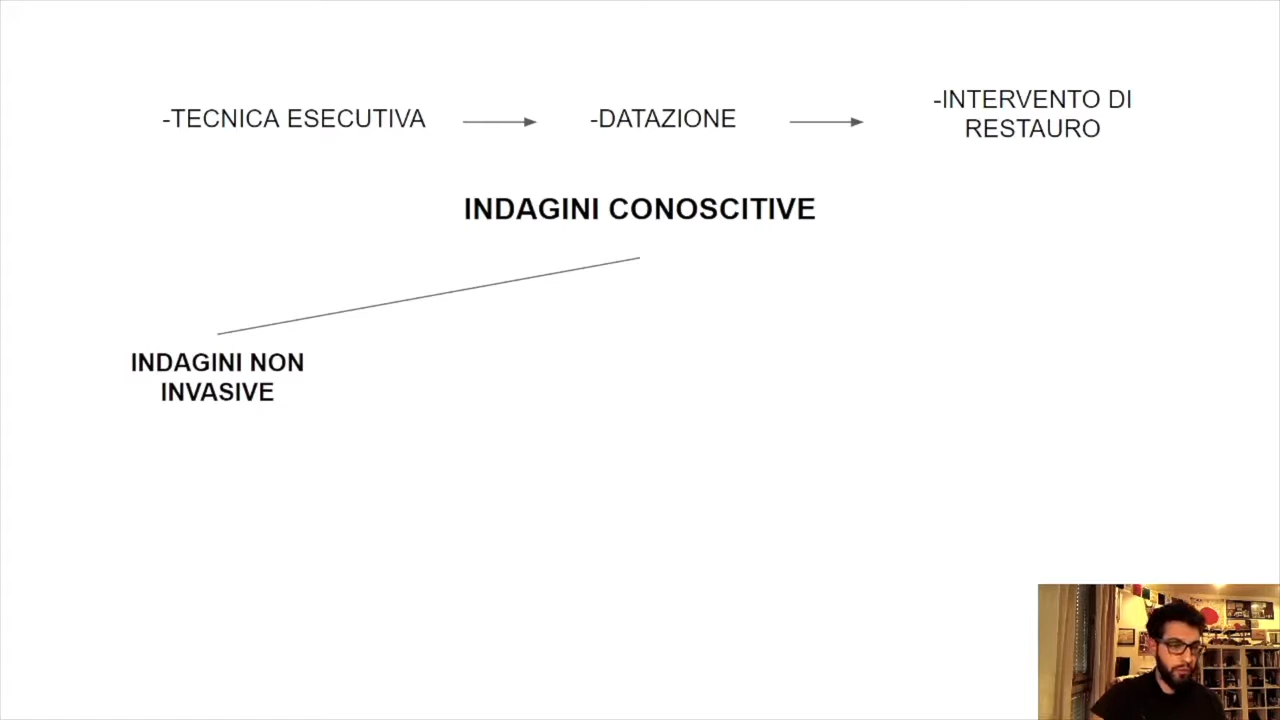 -TECNICA ESECUTIVA
-DATAZIONE
-INTERVENTO DI
RESTAURO
INDAGINI CONOSCITIVE
INDAGINI NON
INVASIVE